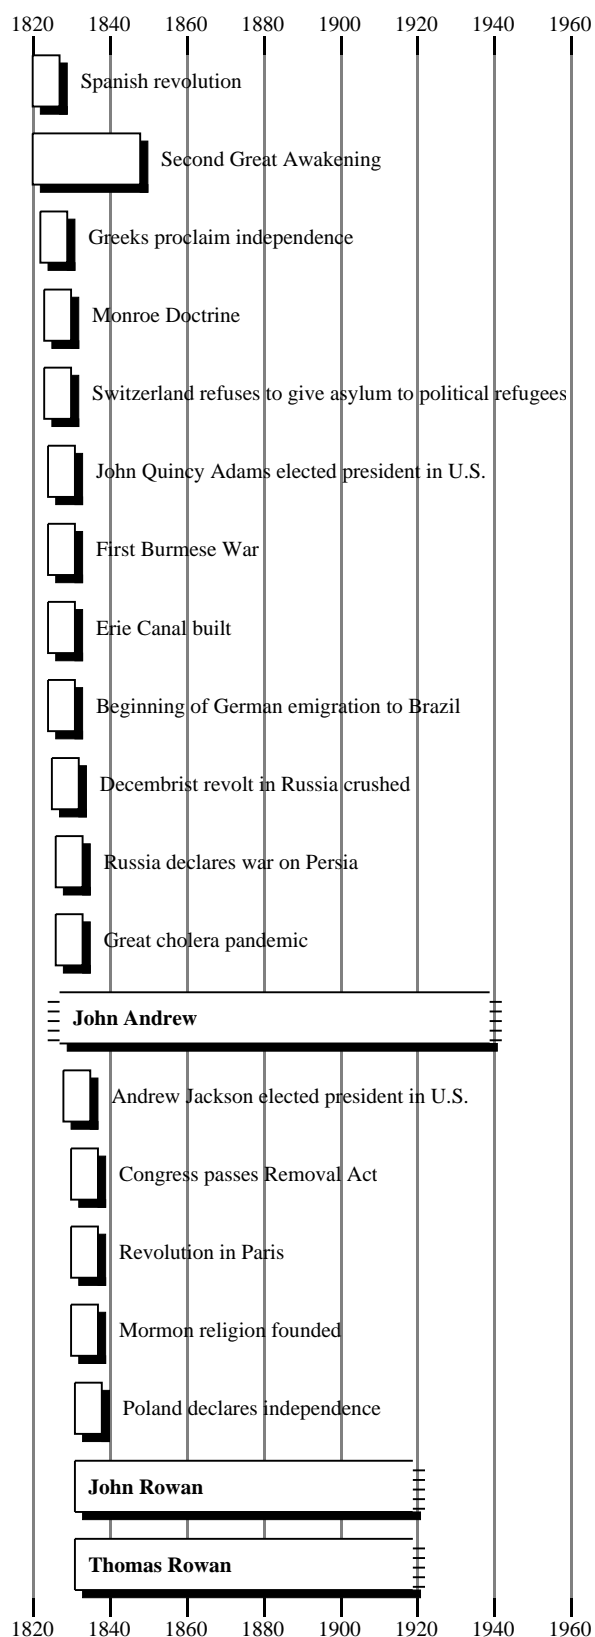 1820 1840 1860 1880 1900 1920 1940 1960
Spanish revolution
Second Great Awakening
Greeks proclaim independence
Monroe Doctrine
Switzerland refuses to give asylum to political refugees
John Quincy Adams elected president in U.S.
First Burmese War
Erie Canal built
Beginning of German emigration to Brazil
Decembrist revolt in Russia crushed
Russia declares war on Persia
Great cholera pandemic
John Andrew
Andrew Jackson elected president in U.S.
Congress passes Removal Act
Revolution in Paris
Mormon religion founded
Poland declares independence
John Rowan
Thomas Rowan
1820 1840 1860 1880 1900 1920 1940 1960